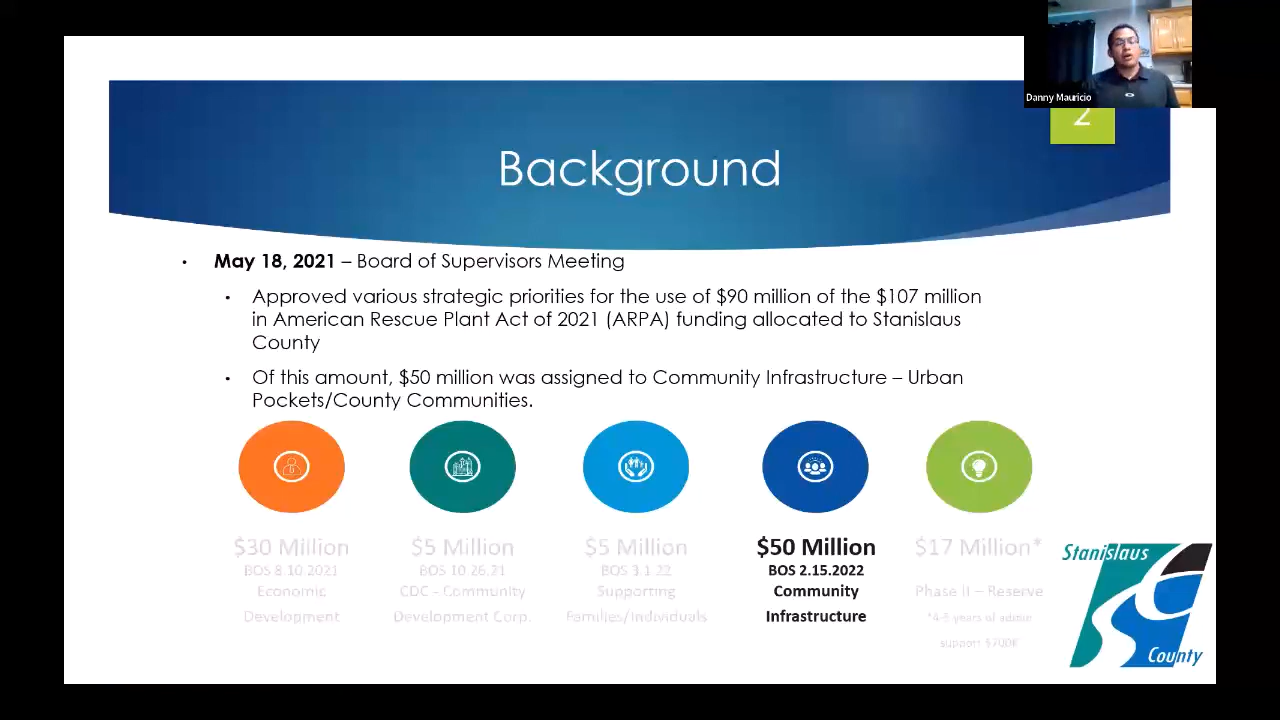 Danny Mauricio
2
Background
• May 18, 2021 – Board of Supervisors Meeting
• Approved various strategic priorities for the use of $90 million of the $107 million
in American Rescue Plant Act of 2021 (ARPA) funding allocated to Stanislaus
County
• Of this amount, $50 million was assigned to Community Infrastructure – Urban
Pockets/County Communities.
$30 Million
BOS 8.10.2021
Economic
Development
$5 Million
BOS 10.26.21
CDC - Community
Development Corp.
$5 Million
BOS 3.1.22
Supporting
Families/Individuals
$50 Million
BOS 2.15.2022
Community
Infrastructure
$17 Million*
Phase II – Reserve
*4-5 years of admin
support $700K
Stanislaus
County